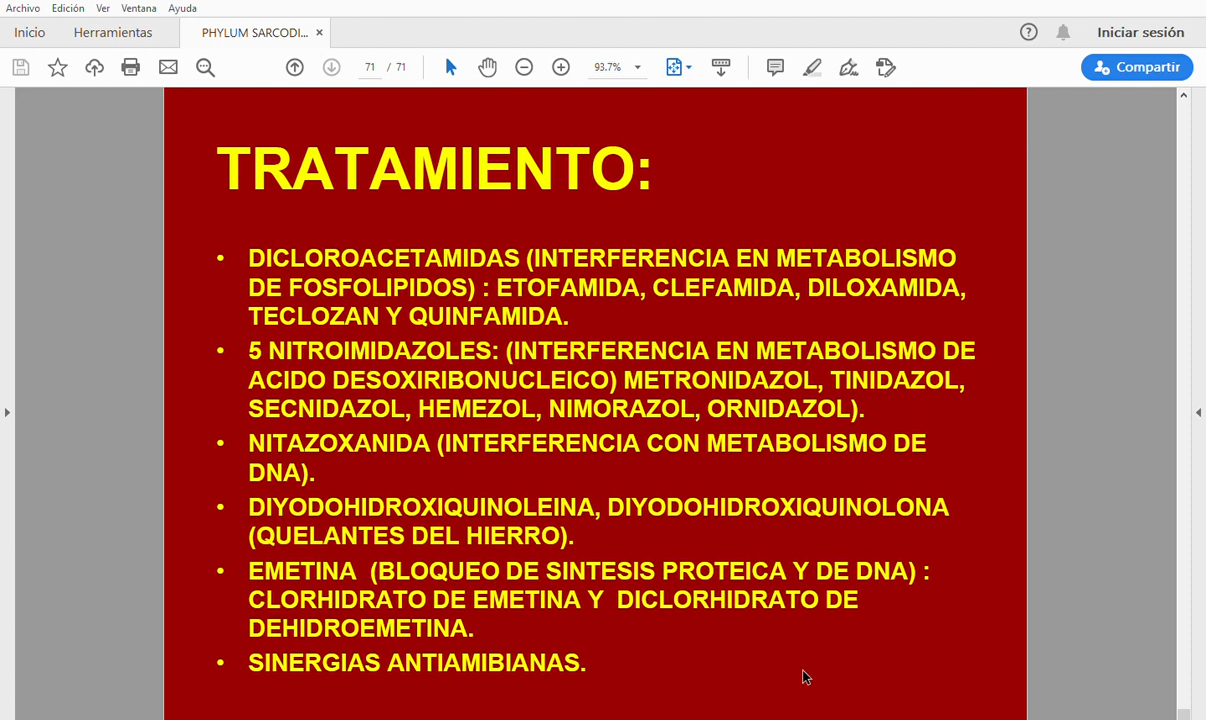 Archivo Edición Ver Ventana Ayuda
Inicio Herramientas PHYLUM SARCODI... × Iniciar sesión
71 / 71 93.7% Compartir
TRATAMIENTO:
• DICLOROACETAMIDAS (INTERFERENCIA EN METABOLISMO
DE FOSFOLIPIDOS) : ETOFAMIDA, CLEFAMIDA, DILOXAMIDA,
TECLOZAN Y QUINFAMIDA.
• 5 NITROIMIDAZOLES: (INTERFERENCIA EN METABOLISMO DE
ACIDO DESOXIRIBONUCLEICO) METRONIDAZOL, TINIDAZOL,
SECNIDAZOL, HEMEZOL, NIMORAZOL, ORNIDAZOL).
• NITAZOXANIDA (INTERFERENCIA CON METABOLISMO DE
DNA).
• DIYODOHIDROXIQUINOLEINA, DIYODOHIDROXIQUINOLONA
(QUELANTES DEL HIERRO).
• EMETINA (BLOQUEO DE SINTESIS PROTEICA Y DE DNA) :
CLORHIDRATO DE EMETINA Y DICLORHIDRATO DE
DEHIDROEMETINA.
• SINERGIAS ANTIAMIBIANAS.